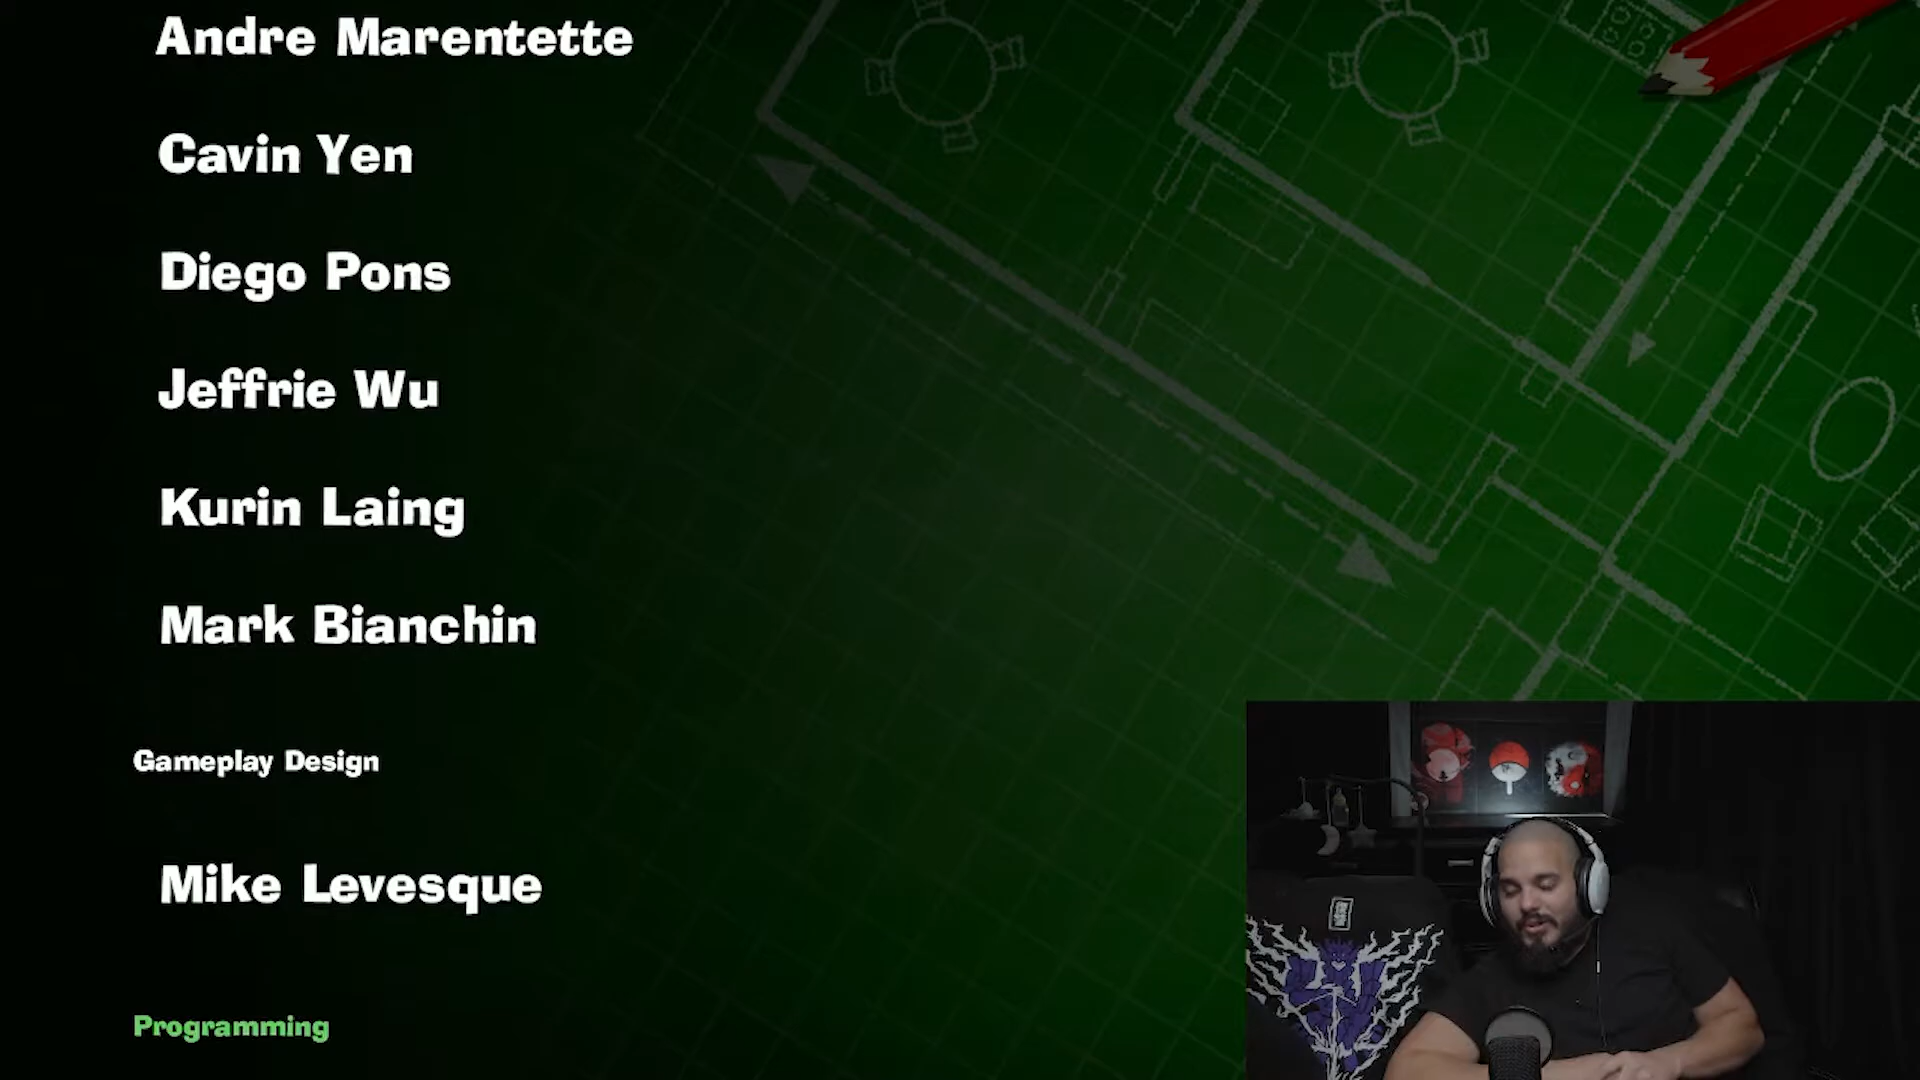 Andre Marentette
Cavin Yen
Diego Pons
Jeffrie Wu
Kurin Laing
Mark Bianchin
Gameplay Design
Mike Levesque
Programming